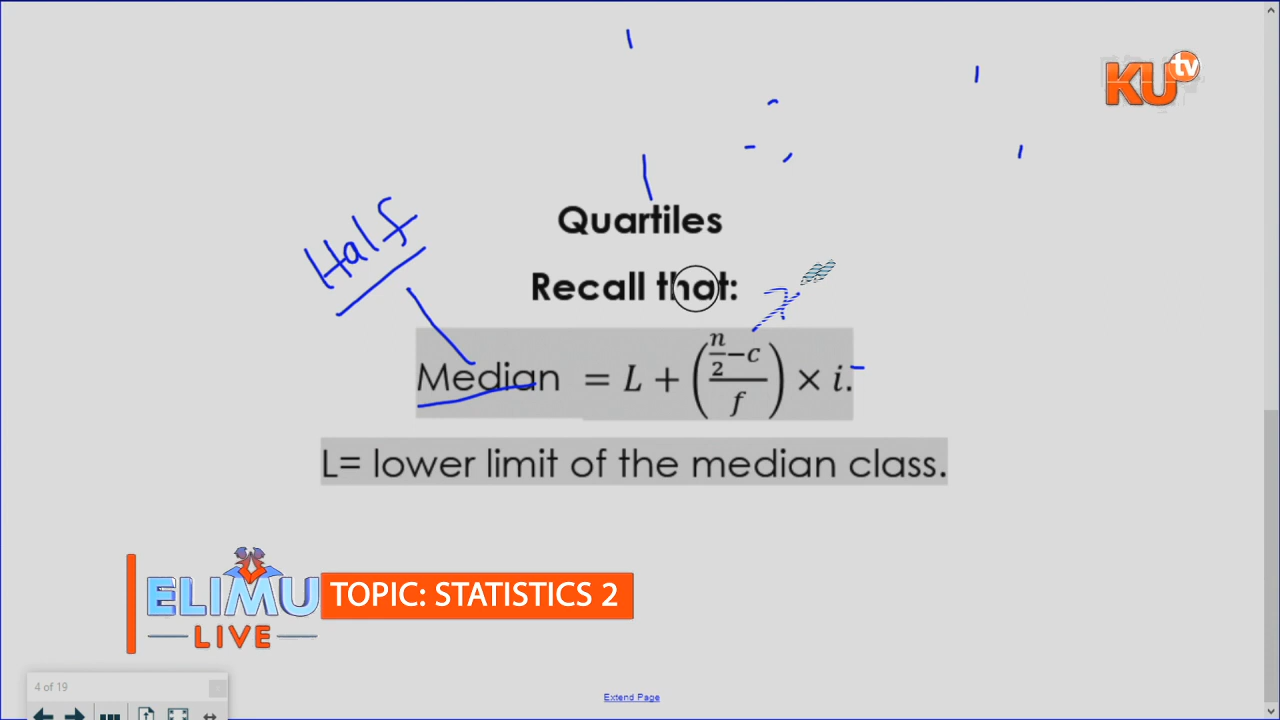 KU tv
Half
Quartiles
Recall that:
Median = L + ( (n/2 − c) / f ) × i.
L= lower limit of the median class.
ELIMU
LIVE
TOPIC: STATISTICS 2
4 of 19
Extend Page